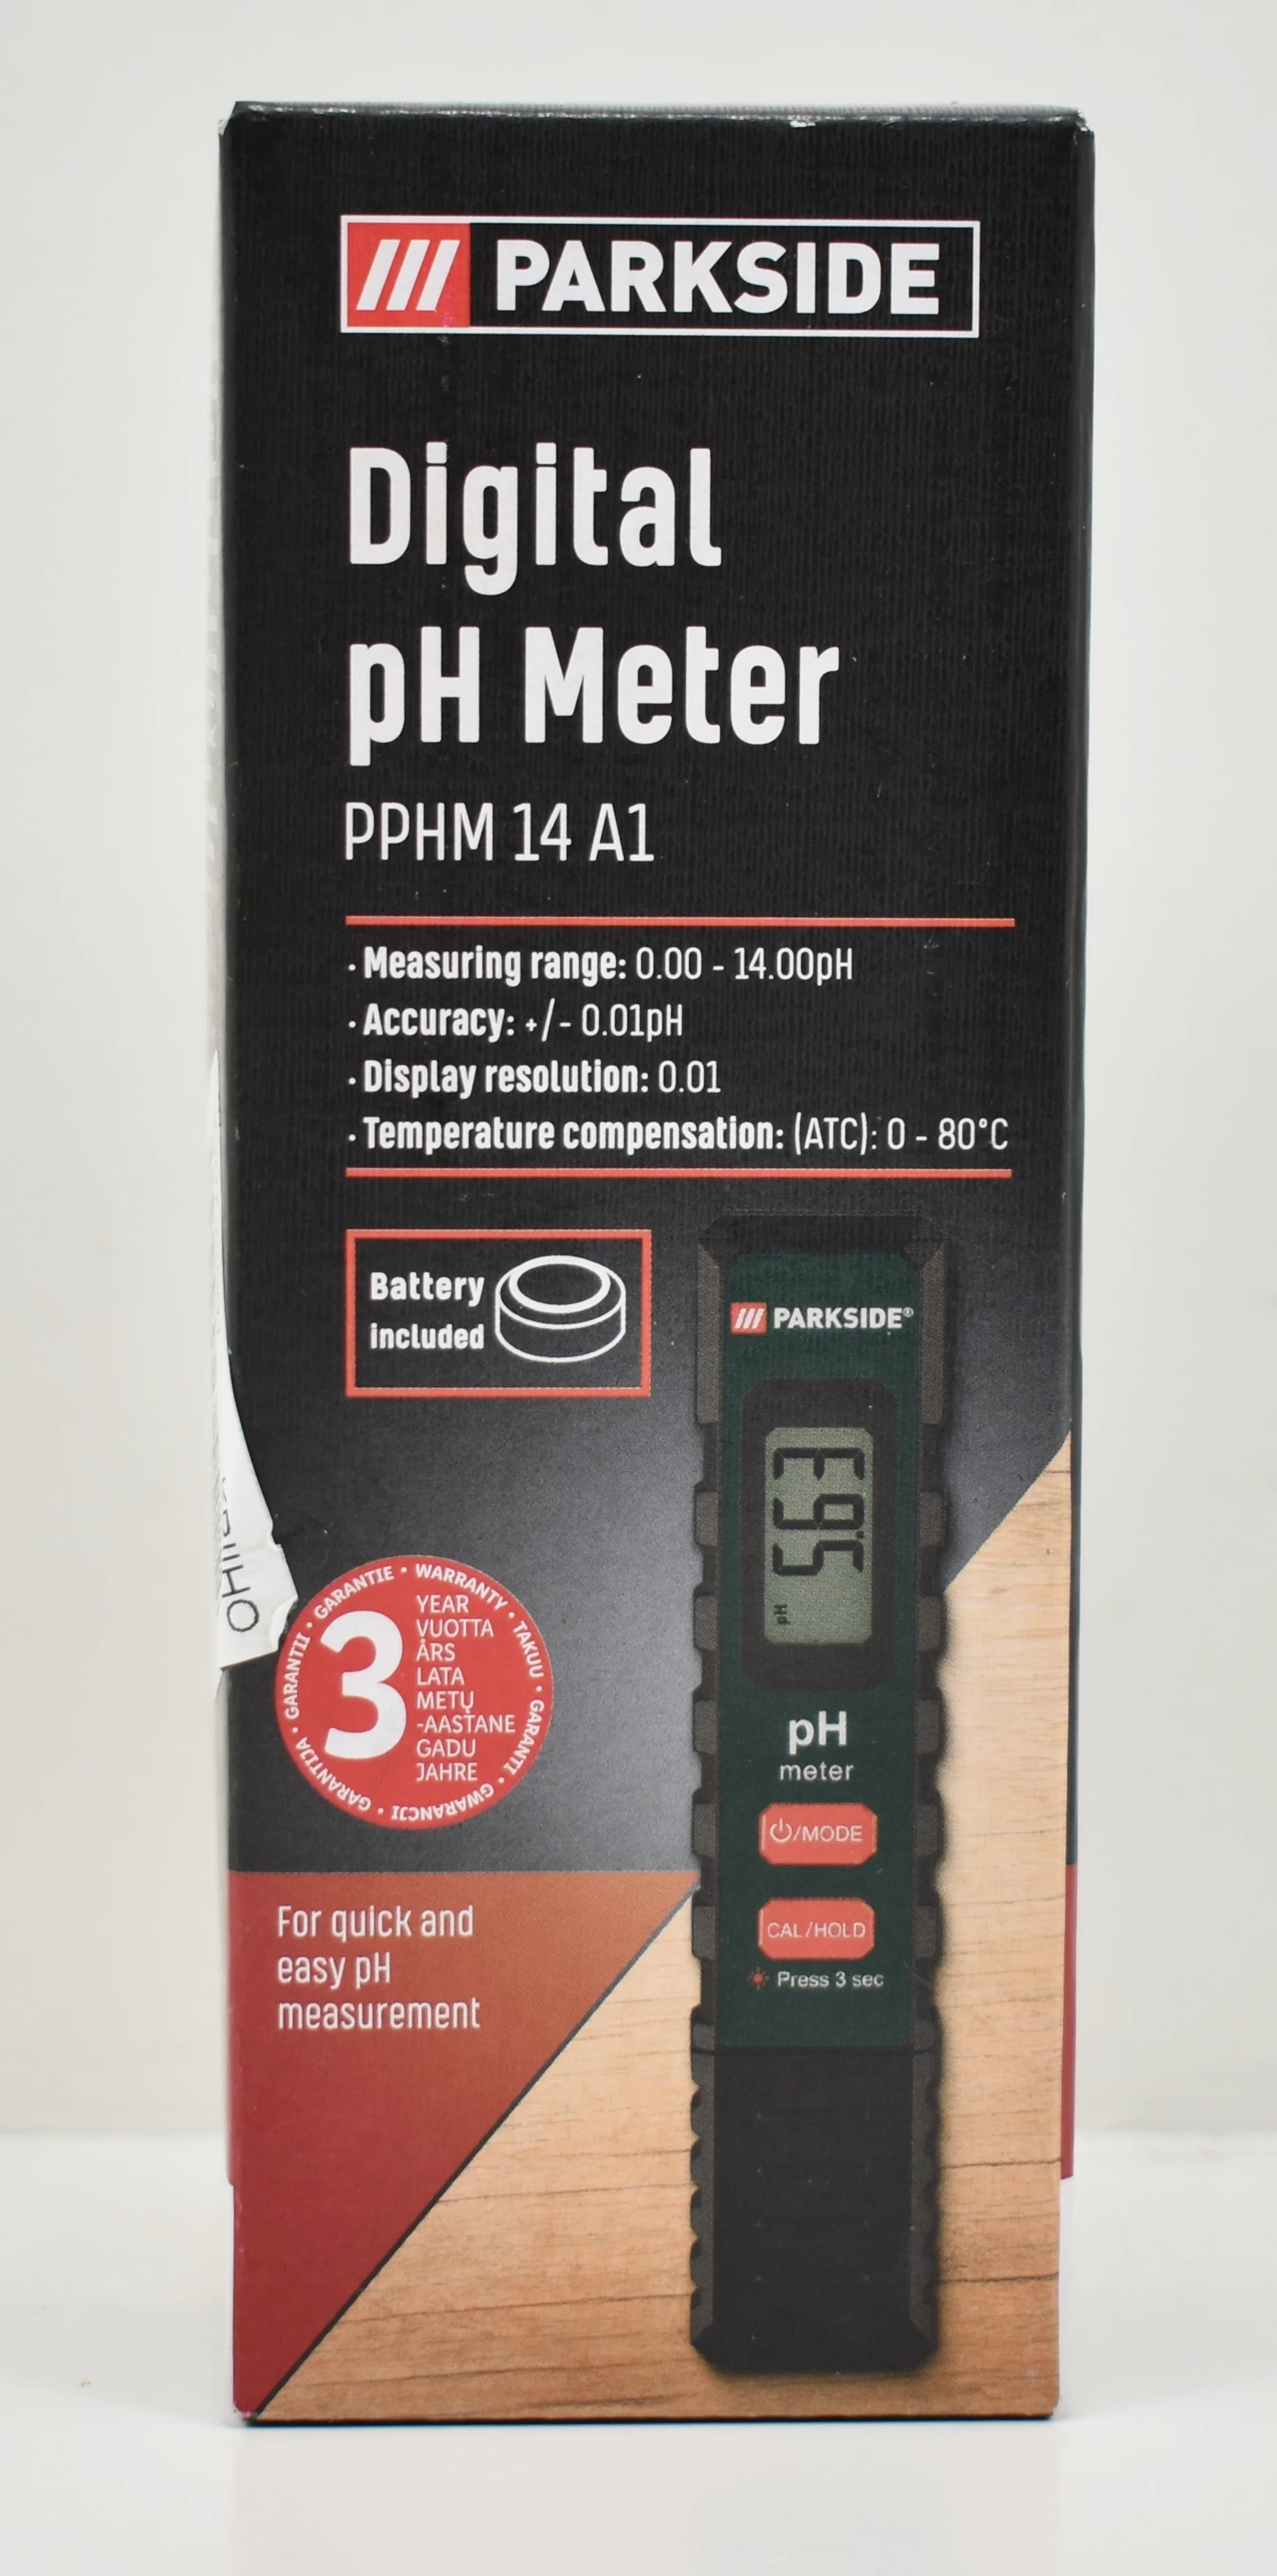 PARKSIDE
Digital
pH Meter
PPHM 14 A1
· Measuring range: 0.00 - 14.00pH
· Accuracy: +/- 0.01pH
· Display resolution: 0.01
· Temperature compensation: (ATC): 0 - 80°C
Battery
included
PARKSIDE®
pH
pH
meter
⏻/MODE
CAL/HOLD
Press 3 sec
GARANTIE · WARRANTY · TAKUU · GARANTI · GWARANCJI · GARANTIJA · GARANTII ·
3
YEAR
VUOTTA
ÅRS
LATA
METŲ
-AASTANE
GADU
JAHRE
For quick and
easy pH
measurement